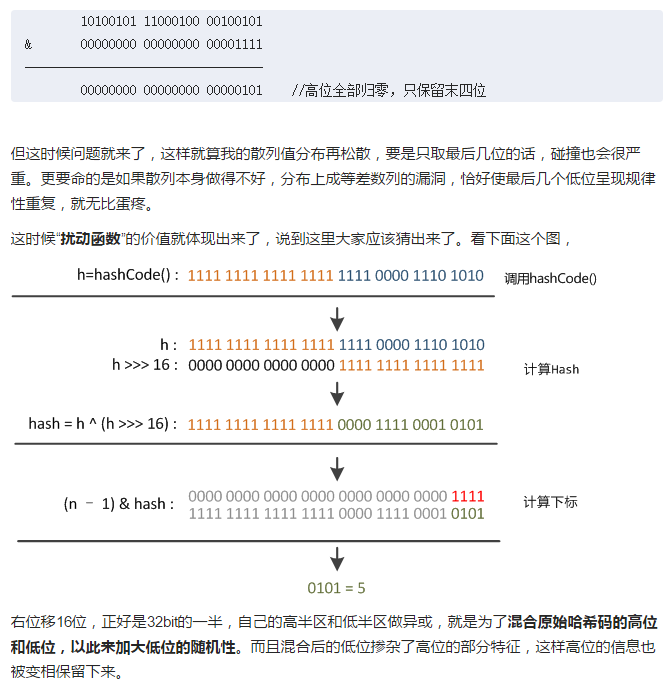 10100101 11000100 00100101
& 00000000 00000000 00001111
00000000 00000000 00000101 //高位全部归零，只保留末四位
但这时候问题就来了，这样就算我的散列值分布再松散，要是只取最后几位的话，碰撞也会很严
重。更要命的是如果散列本身做得不好，分布上成等差数列的漏洞，恰好使最后几个低位呈现规律
性重复，就无比蛋疼。
这时候“扰动函数”的价值就体现出来了，说到这里大家应该猜出来了。看下面这个图，
h=hashCode() : 1111 1111 1111 1111 1111 0000 1110 1010 调用hashCode()
h : 1111 1111 1111 1111 1111 0000 1110 1010
h >>> 16 : 0000 0000 0000 0000 1111 1111 1111 1111
计算Hash
hash = h ^ (h >>> 16) : 1111 1111 1111 1111 0000 1111 0001 0101
(n – 1) & hash : 0000 0000 0000 0000 0000 0000 0000 1111
1111 1111 1111 1111 0000 1111 0001 0101
计算下标
0101 = 5
右位移16位，正好是32bit的一半，自己的高半区和低半区做异或，就是为了混合原始哈希码的高位
和低位，以此来加大低位的随机性。而且混合后的低位掺杂了高位的部分特征，这样高位的信息也
被变相保留下来。